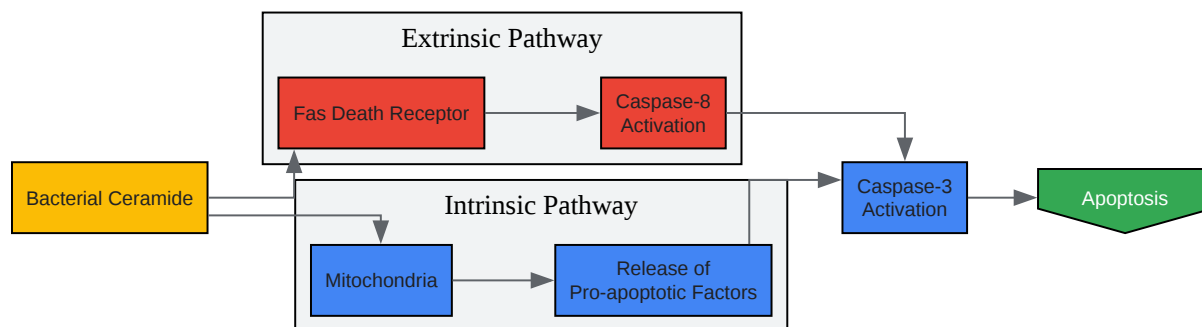 Extrinsic Pathway
Fas Death Receptor
Caspase-8
Activation
Bacterial Ceramide
Intrinsic Pathway
Mitochondria
Release of
Pro-apoptotic Factors
Caspase-3
Activation
Apoptosis